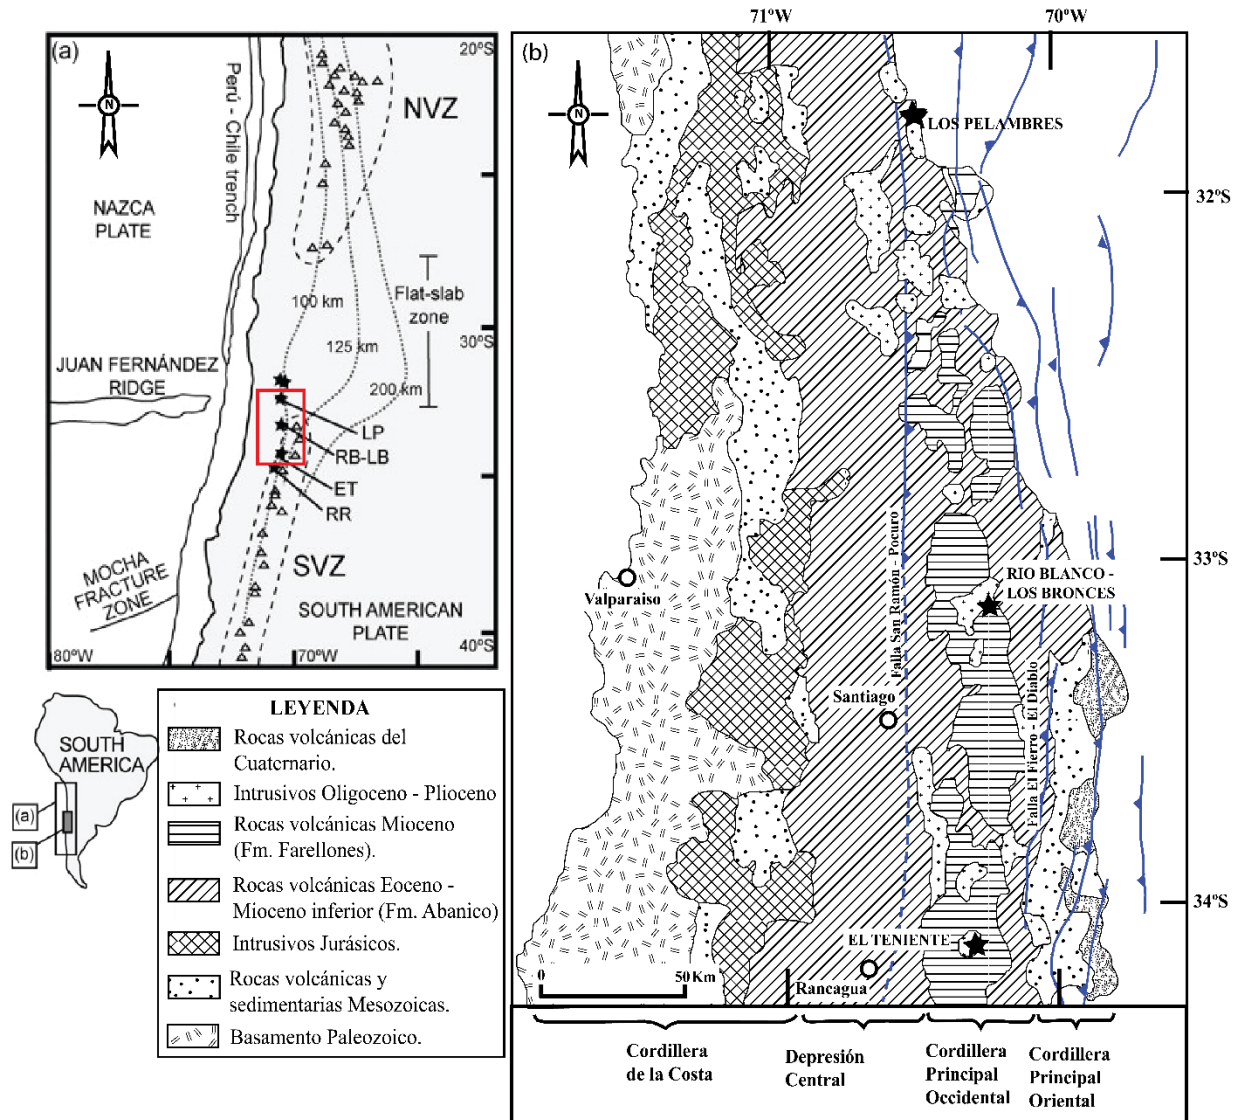 (a)
20°S
N
Perú - Chile trench
NVZ
NAZCA
PLATE
Flat-slab
zone
100 km
125 km
200 km
30°S
JUAN FERNÁNDEZ
RIDGE
LP
RB-LB
ET
RR
SVZ
MOCHA
FRACTURE
ZONE
SOUTH AMERICAN
PLATE
80°W
70°W
40°S
SOUTH
AMERICA
(a)
(b)
LEYENDA
Rocas volcánicas del
Cuaternario.
Intrusivos Oligoceno - Plioceno
Rocas volcánicas Mioceno
(Fm. Farellones).
Rocas volcánicas Eoceno -
Mioceno inferior (Fm. Abanico)
Intrusivos Jurásicos.
Rocas volcánicas y
sedimentarias Mesozoicas.
Basamento Paleozoico.
71°W
70°W
(b)
N
LOS PELAMBRES
32°S
33°S
RIO BLANCO -
LOS BRONCES
Valparaiso
Falla San Ramón - Pocuro
Santiago
Falla El Fierro - El Diablo
34°S
EL TENIENTE
0
50 Km
Rancagua
Cordillera
de la Costa
Depresión
Central
Cordillera
Principal
Occidental
Cordillera
Principal
Oriental